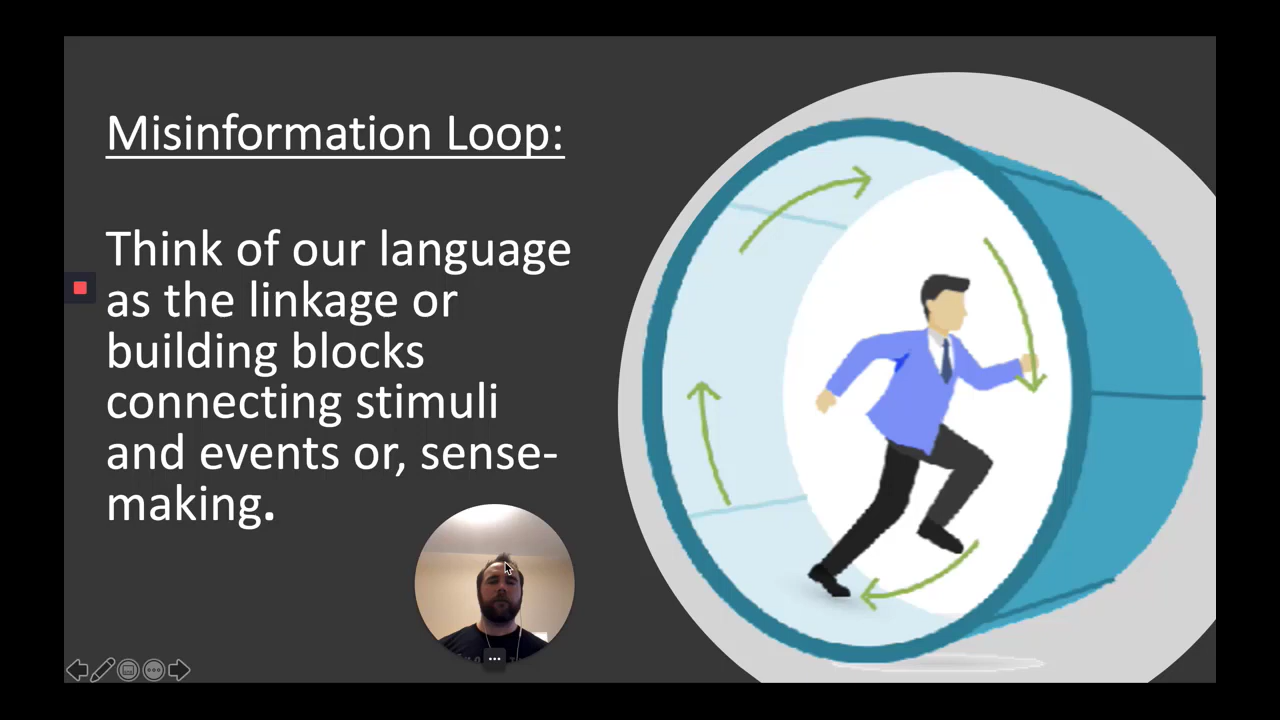 Misinformation Loop:
Think of our language
as the linkage or
building blocks
connecting stimuli
and events or, sense-
making.